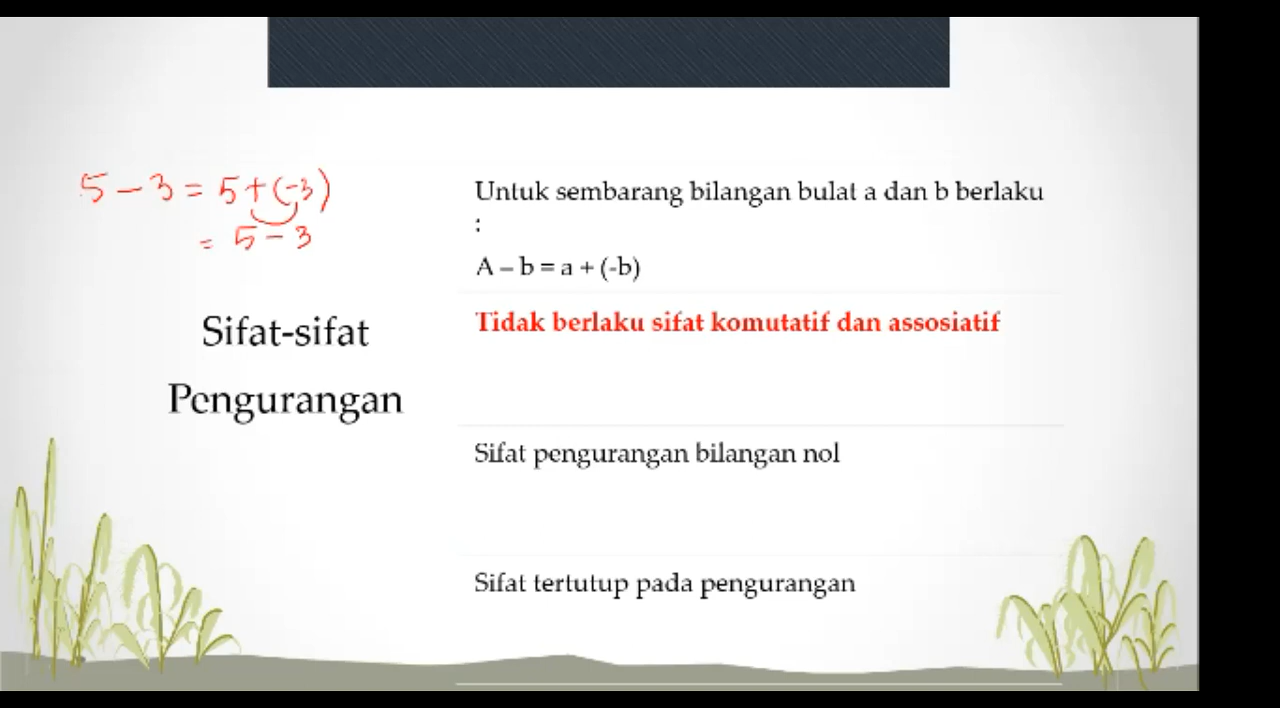 5 - 3 = 5 + (-3)
= 5 - 3
Sifat-sifat
Pengurangan
Untuk sembarang bilangan bulat a dan b berlaku
:
A – b = a + (-b)
Tidak berlaku sifat komutatif dan assosiatif
Sifat pengurangan bilangan nol
Sifat tertutup pada pengurangan